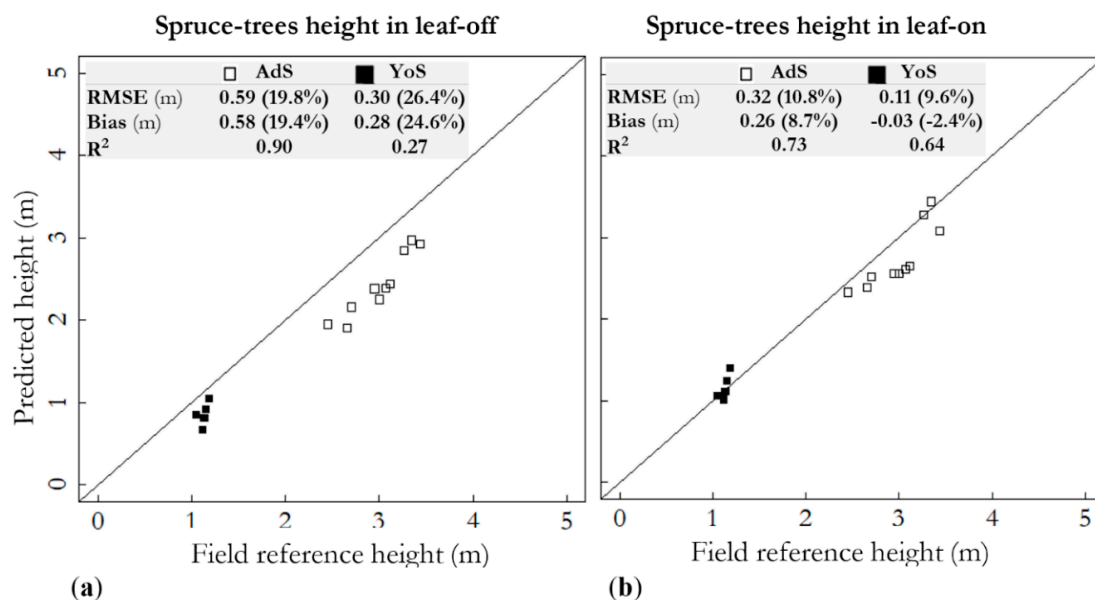 Spruce-trees height in leaf-off
AdS YoS
RMSE (m) 0.59 (19.8%) 0.30 (26.4%)
Bias (m) 0.58 (19.4%) 0.28 (24.6%)
R² 0.90 0.27
5
4
3
2
1
0
Predicted height (m)
0 1 2 3 4 5
Field reference height (m)
(a)
Spruce-trees height in leaf-on
AdS YoS
RMSE (m) 0.32 (10.8%) 0.11 (9.6%)
Bias (m) 0.26 (8.7%) -0.03 (-2.4%)
R² 0.73 0.64
0 1 2 3 4 5
Field reference height (m)
(b)